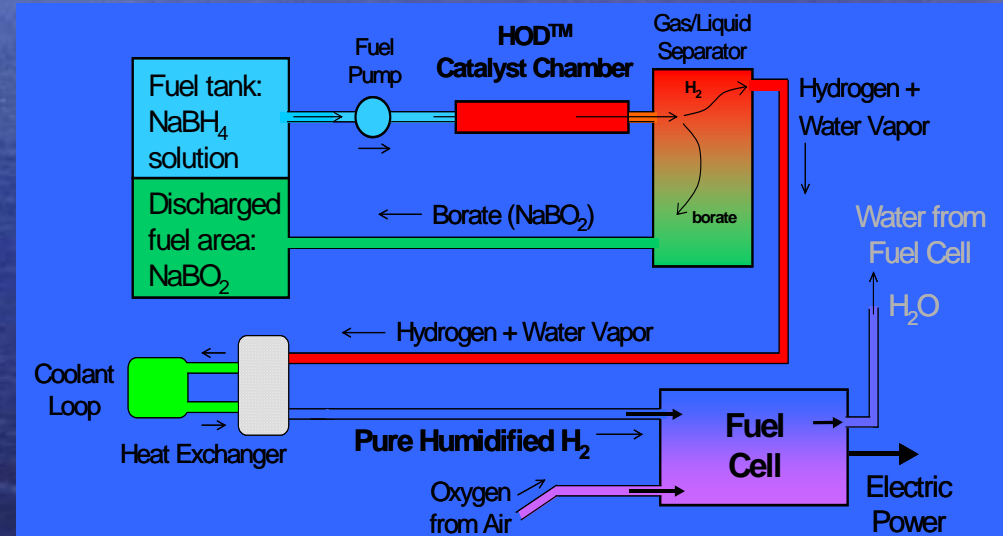 Fuel
Pump
HOD™
Catalyst Chamber
Gas/Liquid
Separator
Fuel tank:
NaBH₄
solution
H₂
Hydrogen +
Water Vapor
Discharged
fuel area:
NaBO₂
Borate (NaBO₂)
borate
Water from
Fuel Cell
H₂O
Hydrogen + Water Vapor
Coolant
Loop
Heat Exchanger
Pure Humidified H₂
Fuel
Cell
Oxygen
from Air
Electric
Power